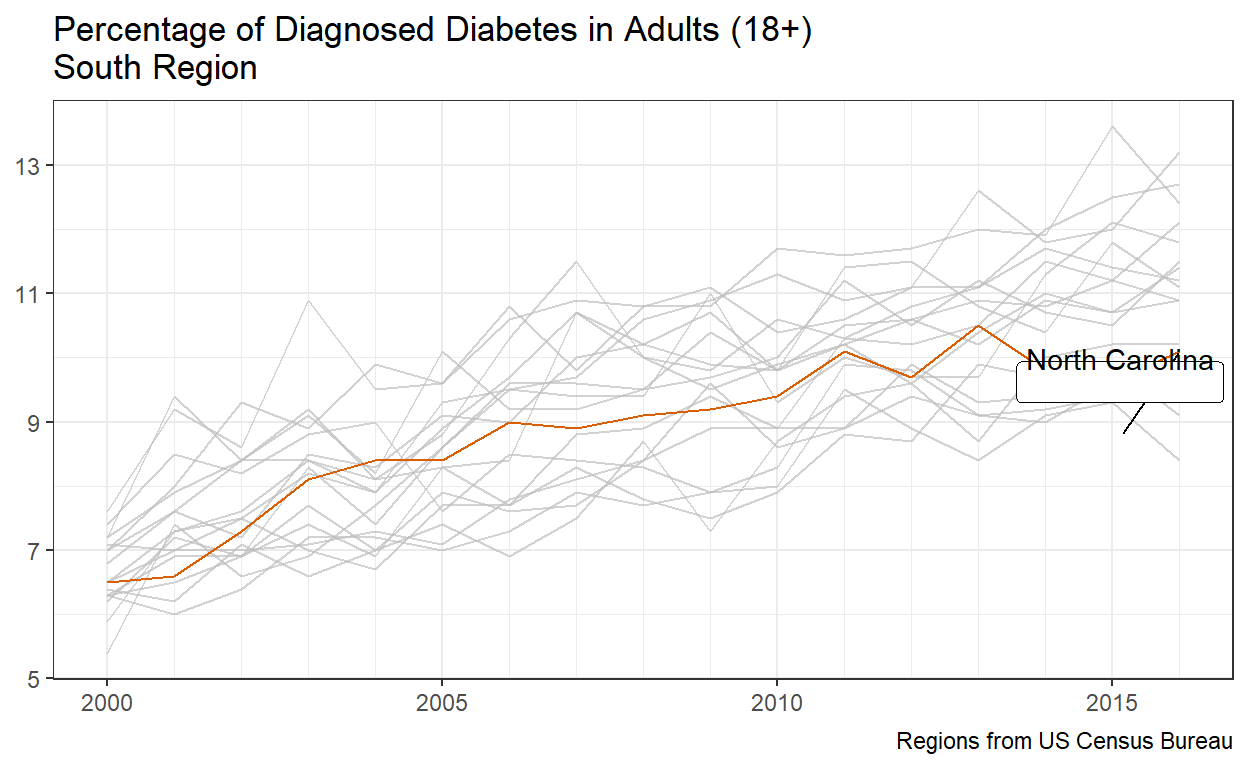 Percentage of Diagnosed Diabetes in Adults (18+)
South Region
13
11
9
7
5
North Carolina
2000 2005 2010 2015
Regions from US Census Bureau